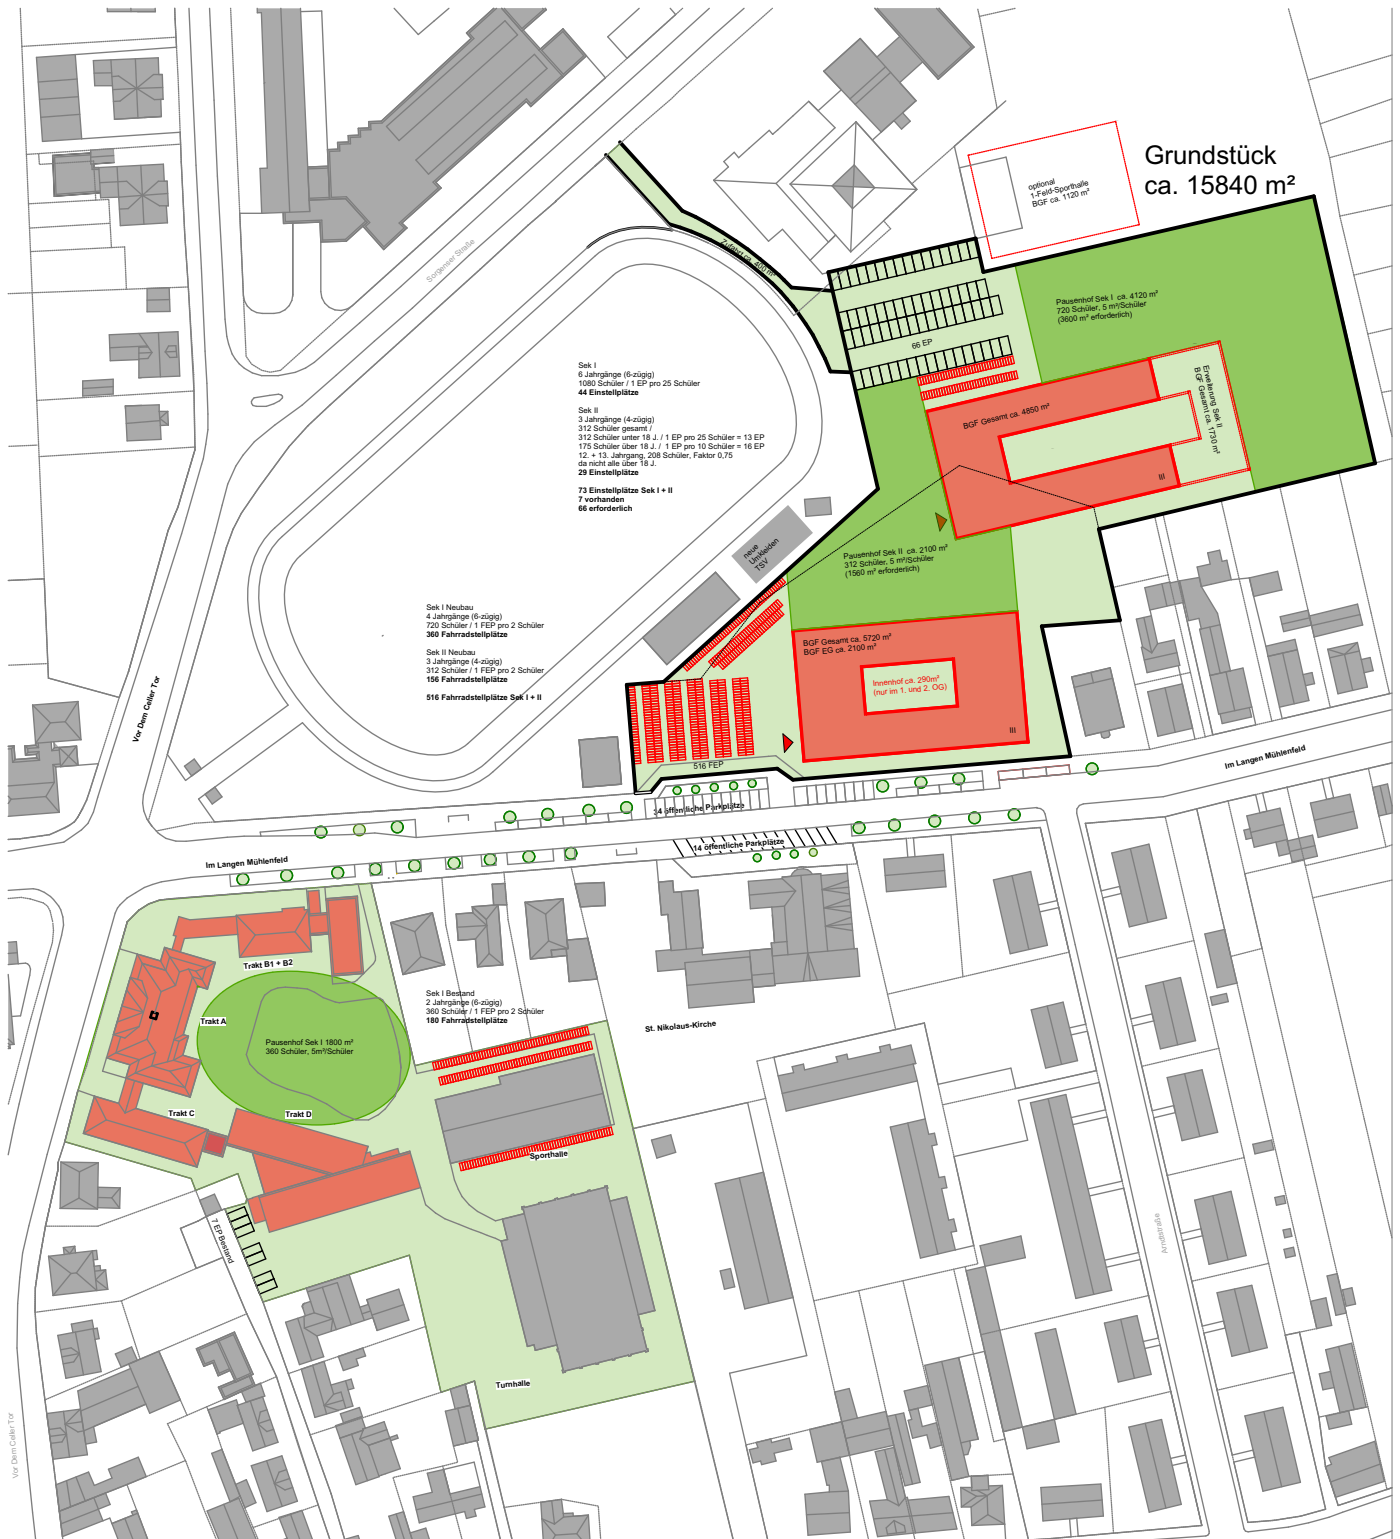 Grundstück
ca. 15840 m²
optional
1-Feld-Sporthalle
BGF ca. 1120 m²
Sorgenser Straße
Zufahrt ca. 400 m²
Pausenhof Sek I ca. 4120 m²
720 Schüler, 5 m²/Schüler
(3600 m² erforderlich)
66 EP
Sek I
6 Jahrgänge (6-zügig)
1080 Schüler / 1 EP pro 25 Schüler
44 Einstellplätze
Sek II
3 Jahrgänge (4-zügig)
312 Schüler gesamt /
312 Schüler unter 18 J. / 1 EP pro 25 Schüler = 13 EP
175 Schüler über 18 J. / 1 EP pro 10 Schüler = 16 EP
12. + 13. Jahrgang, 208 Schüler, Faktor 0,75
da nicht alle über 18 J.
29 Einstellplätze
73 Einstellplätze Sek I + II
7 vorhanden
66 erforderlich
BGF Gesamt ca. 4850 m²
Erweiterung Sek II
BGF Gesamt ca. 1730 m²
III
neue
Umkleiden
TSV
Pausenhof Sek II ca. 2100 m²
312 Schüler, 5 m²/Schüler
(1560 m² erforderlich)
Sek I Neubau
4 Jahrgänge (6-zügig)
720 Schüler / 1 FEP pro 2 Schüler
360 Fahrradstellplätze
Sek II Neubau
3 Jahrgänge (4-zügig)
312 Schüler / 1 FEP pro 2 Schüler
156 Fahrradstellplätze
516 Fahrradstellplätze Sek I + II
BGF Gesamt ca. 5720 m²
BGF EG ca. 2100 m²
Innenhof ca. 290m²
(nur im 1. und 2. OG)
III
Vor Dem Celler Tor
516 FEP
Im Langen Mühlenfeld
14 öffentliche Parkplätze
14 öffentliche Parkplätze
Im Langen Mühlenfeld
Trakt B1 + B2
Trakt A
Pausenhof Sek I 1800 m²
360 Schüler, 5m²/Schüler
Sek I Bestand
2 Jahrgänge (6-zügig)
360 Schüler / 1 FEP pro 2 Schüler
180 Fahrradstellplätze
St. Nikolaus-Kirche
Trakt C
Trakt D
Sporthalle
7 EP Bestand
Arndtstraße
Turnhalle
Vor Dem Celler Tor